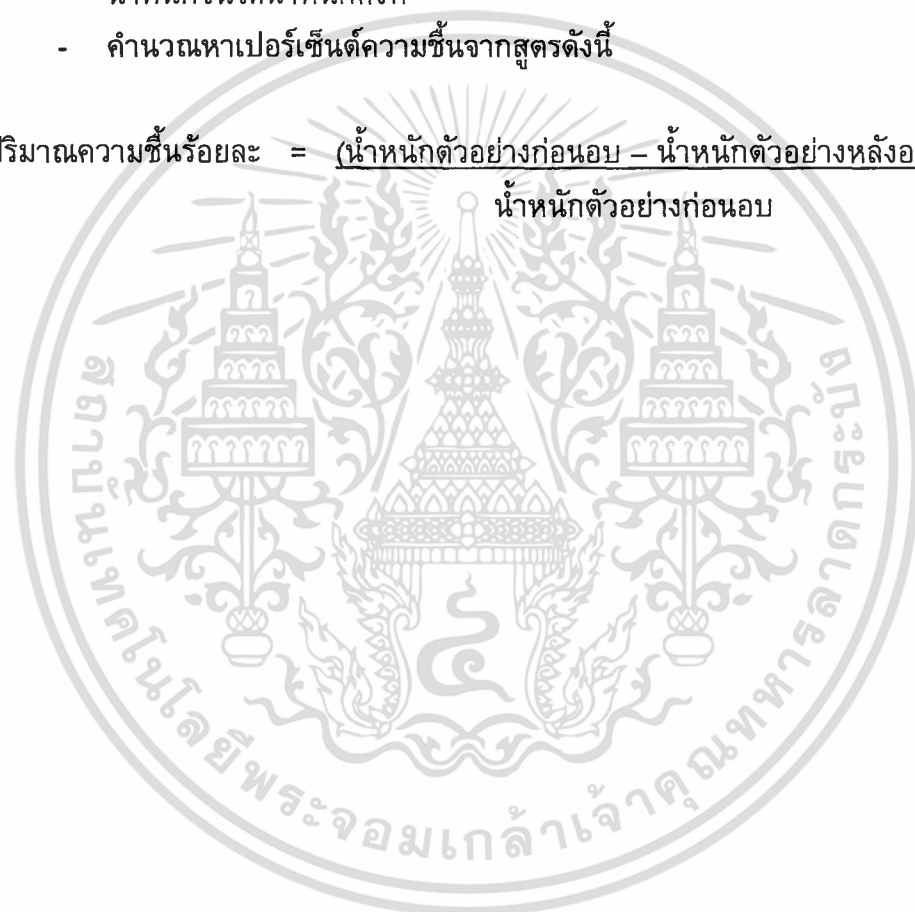 - คำนวณหาเปอร์เซ็นต์ความชื้นจากสูตรดังนี้
ปริมาณความชื้นร้อยละ = (น้ำหนักตัวอย่างก่อนอบ – น้ำหนักตัวอย่างหลังอ
น้ำหนักตัวอย่างก่อนอบ
สถาบันเทคโนโลยีพระจอมเกล้าเจ้าคุณทหารลาดกระบัง